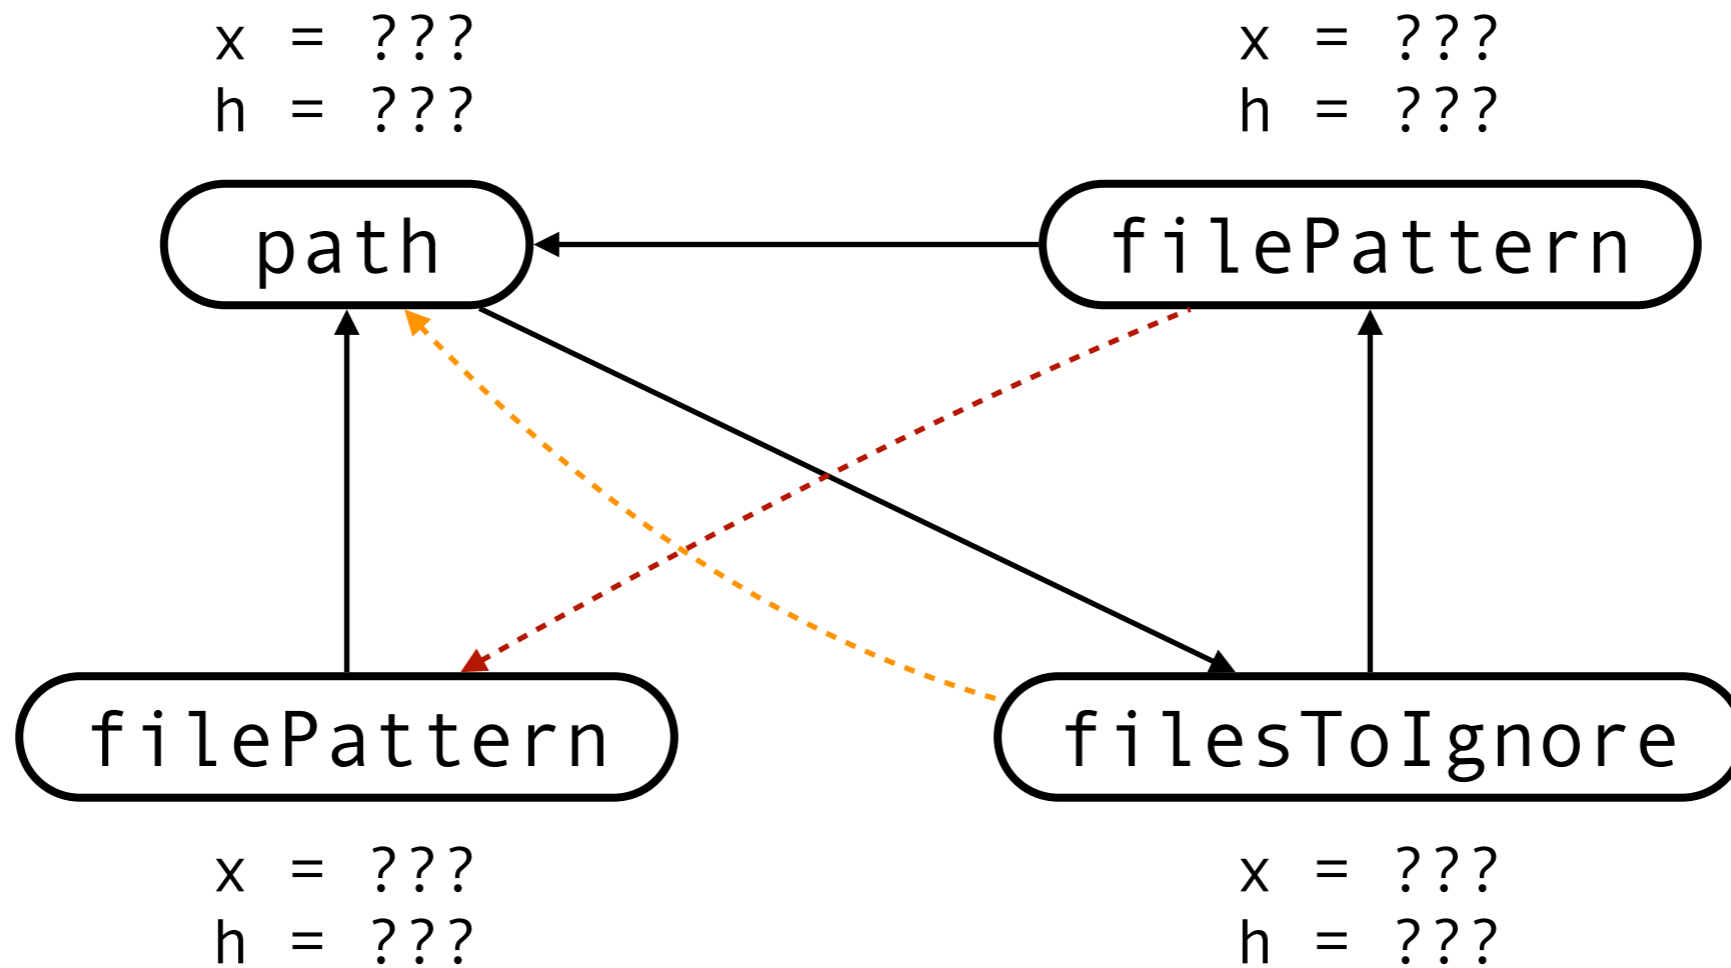 x = ???
h = ???
x = ???
h = ???
path
filePattern
filePattern
filesToIgnore
x = ???
h = ???
x = ???
h = ???